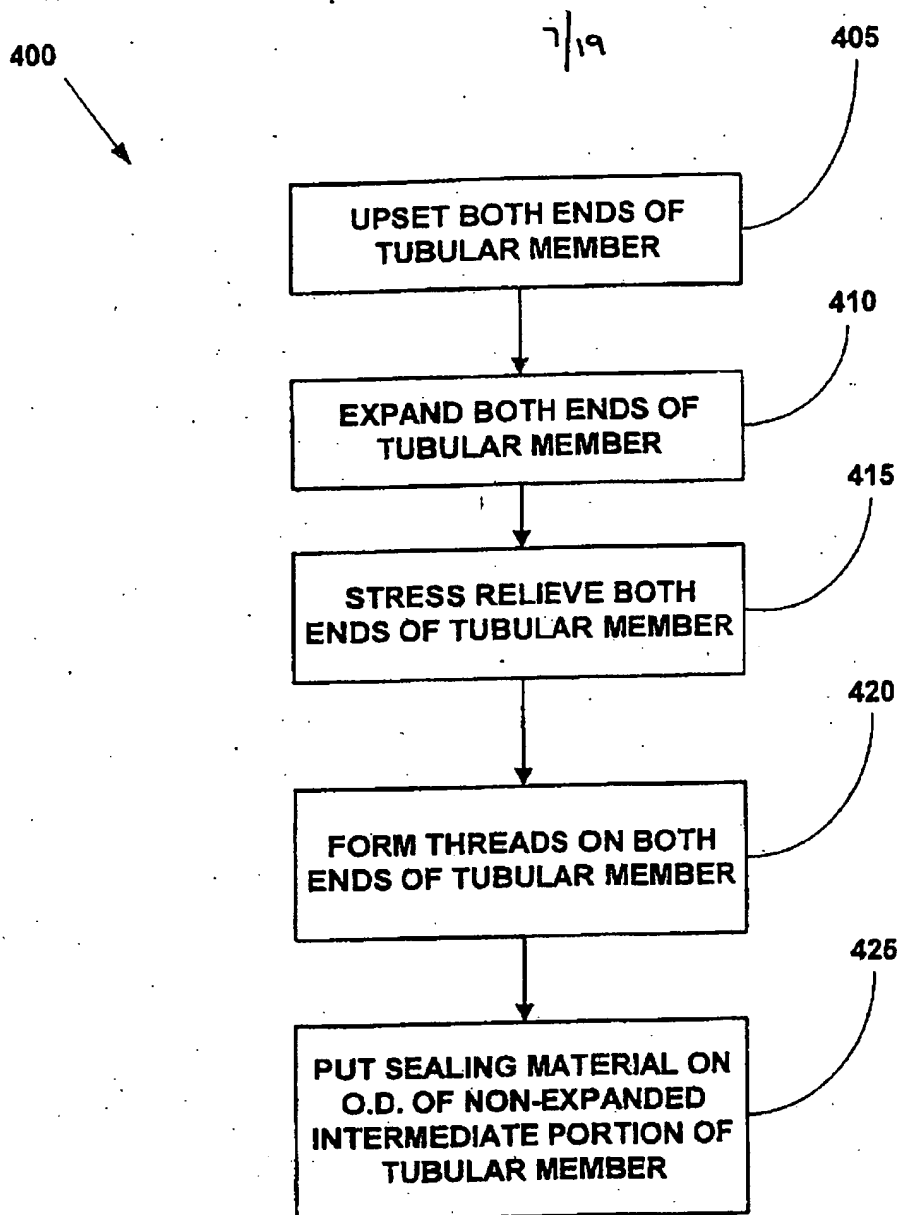 7/19
400
405
UPSET BOTH ENDS OF
TUBULAR MEMBER
410
EXPAND BOTH ENDS OF
TUBULAR MEMBER
415
STRESS RELIEVE BOTH
ENDS OF TUBULAR MEMBER
420
FORM THREADS ON BOTH
ENDS OF TUBULAR MEMBER
425
PUT SEALING MATERIAL ON
O.D. OF NON-EXPANDED
INTERMEDIATE PORTION OF
TUBULAR MEMBER